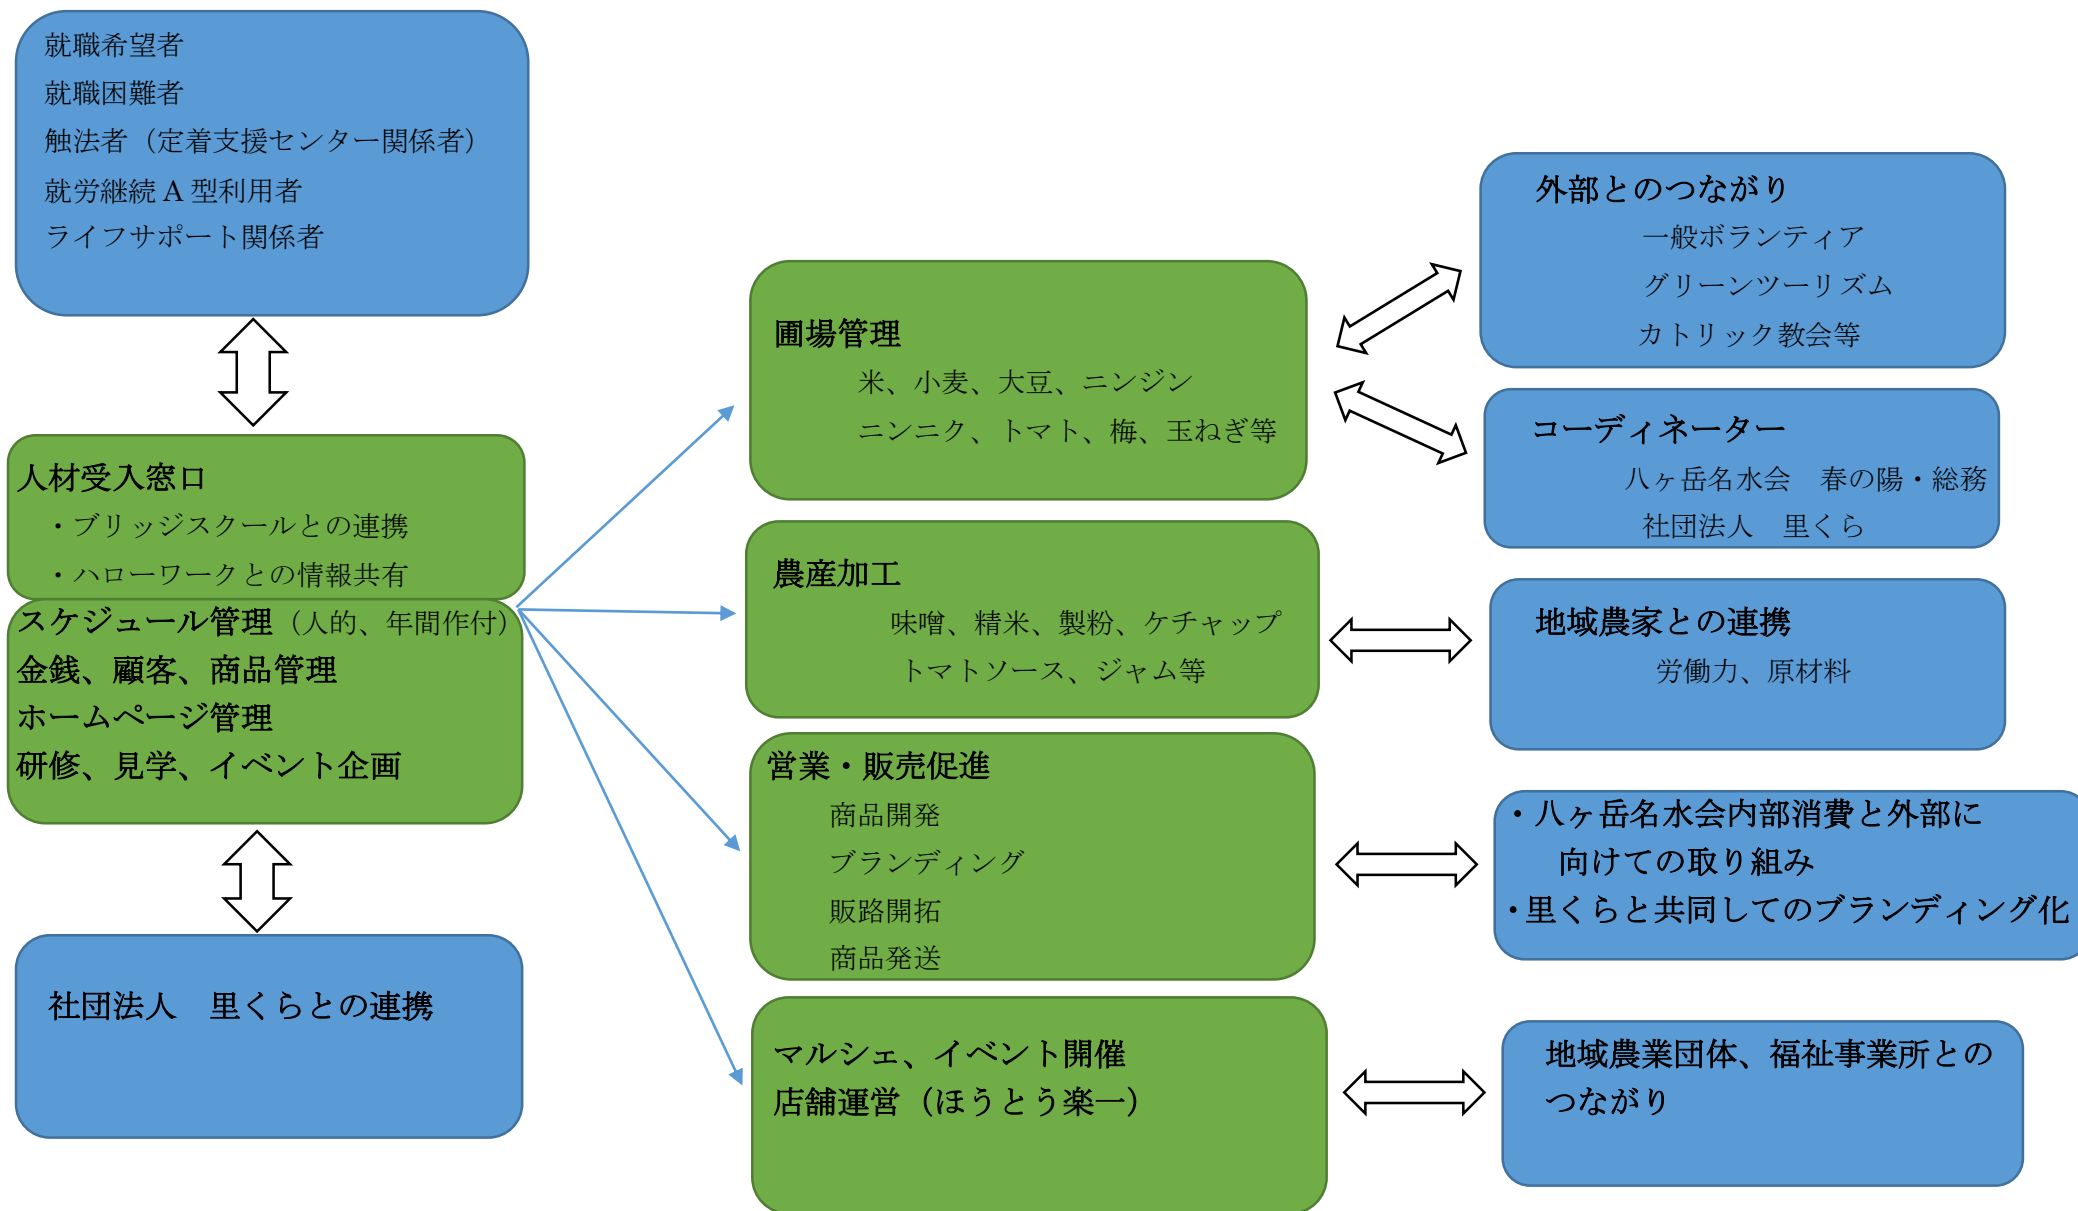 就職希望者
就職困難者
触法者（定着支援センター関係者）
就労継続 A 型利用者
ライフサポート関係者
人材受入窓口
・ブリッジスクールとの連携
・ハローワークとの情報共有
スケジュール管理（人的、年間作付）
金銭、顧客、商品管理
ホームページ管理
研修、見学、イベント企画
社団法人　里くらとの連携
圃場管理
米、小麦、大豆、ニンジン
ニンニク、トマト、梅、玉ねぎ等
農産加工
味噌、精米、製粉、ケチャップ
トマトソース、ジャム等
営業・販売促進
商品開発
ブランディング
販路開拓
商品発送
マルシェ、イベント開催
店舗運営（ほうとう楽一）
外部とのつながり
一般ボランティア
グリーンツーリズム
カトリック教会等
コーディネーター
八ヶ岳名水会　春の陽・総務
社団法人　里くら
地域農家との連携
労働力、原材料
・八ヶ岳名水会内部消費と外部に
向けての取り組み
・里くらと共同してのブランディング化
地域農業団体、福祉事業所との
つながり